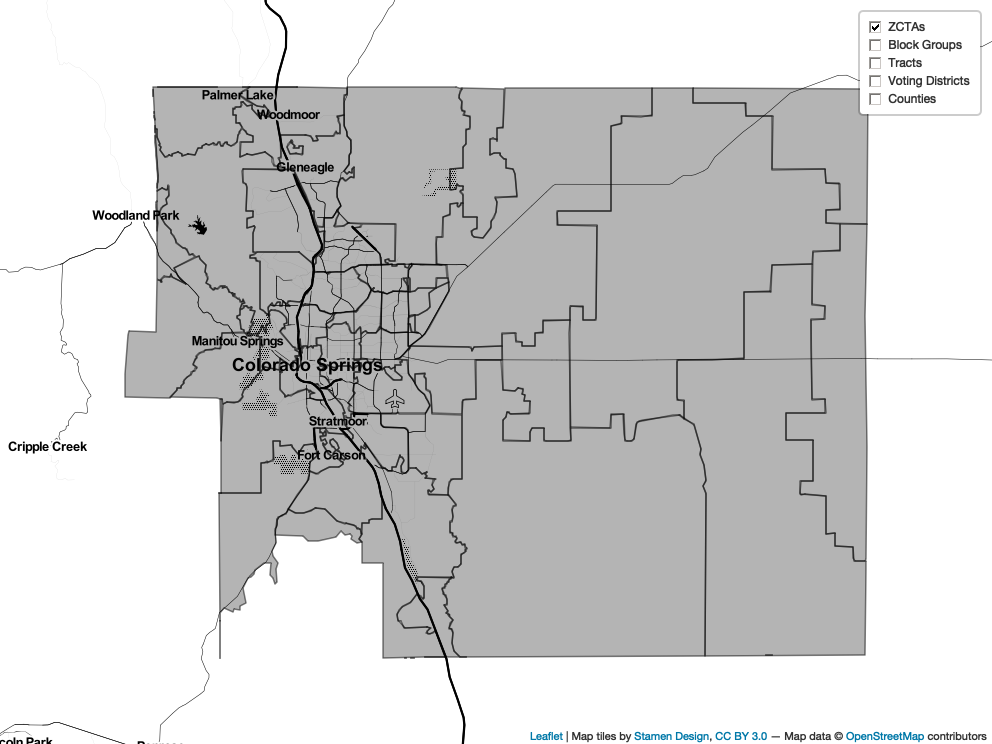 ZCTAs
Block Groups
Tracts
Voting Districts
Counties
Palmer Lake
Woodmoor
Gleneagle
Woodland Park
Manitou Springs
Colorado Springs
Stratmoor
Cripple Creek
Fort Carson
coln Park
Leaflet | Map tiles by Stamen Design, CC BY 3.0 — Map data © OpenStreetMap contributors